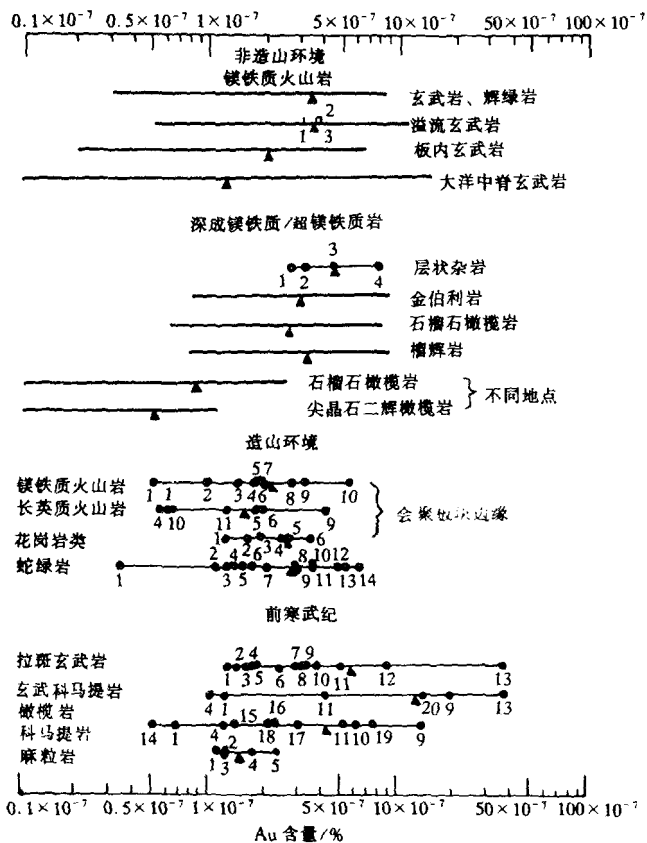 0.1×10⁻⁷ 0.5×10⁻⁷ 1×10⁻⁷ 5×10⁻⁷ 10×10⁻⁷ 50×10⁻⁷ 100×10⁻⁷
非造山环境
镁铁质火山岩
玄武岩、辉绿岩
2
溢流玄武岩
1 3
板内玄武岩
大洋中脊玄武岩
深成镁铁质/超镁铁质岩
3
层状杂岩
1 2 4
金伯利岩
石榴石橄榄岩
榴辉岩
石榴石橄榄岩
不同地点
尖晶石二辉橄榄岩
造山环境
5 7
镁铁质火山岩
1 1 2 3 4 6 8 9 10
长英质火山岩
会聚板块边缘
4 10 11 5 6 9
花岗岩类
1 2 3 4 5 6
2 4 6 8 10 12
蛇绿岩
1 3 5 7 9 11 13 14
前寒武纪
2 4 7 9
拉斑玄武岩
1 3 5 6 8 10 11 12 13
玄武科马提岩
4 1 11 20 9 13
橄榄岩
15 16
科马提岩
14 1 4 18 17 11 10 19 9
麻粒岩
2
1 3 4 5
0.1×10⁻⁷ 0.5×10⁻⁷ 1×10⁻⁷ 5×10⁻⁷ 10×10⁻⁷ 50×10⁻⁷ 100×10⁻⁷
Au含量/%